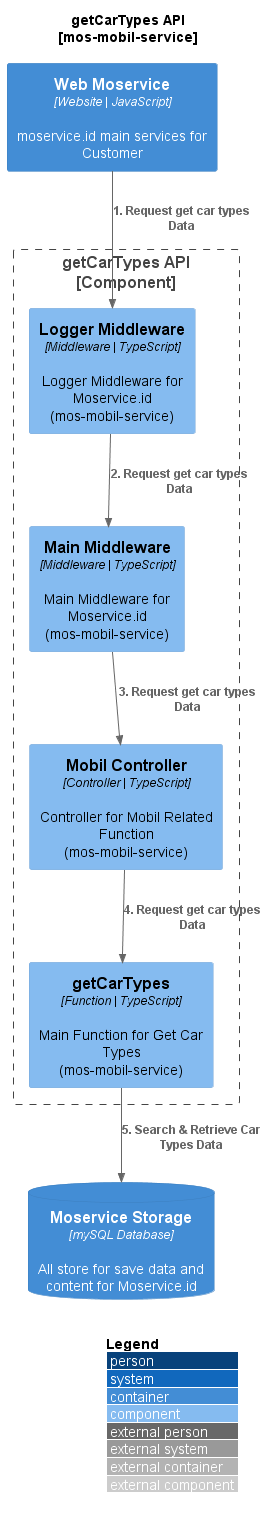 getCarTypes API
[mos-mobil-service]
Web Moservice
[Website | JavaScript]
moservice.id main services for
Customer
1. Request get car types
Data
getCarTypes API
[Component]
Logger Middleware
[Middleware | TypeScript]
Logger Middleware for
Moservice.id
(mos-mobil-service)
2. Request get car types
Data
Main Middleware
[Middleware | TypeScript]
Main Middleware for
Moservice.id
(mos-mobil-service)
3. Request get car types
Data
Mobil Controller
[Controller | TypeScript]
Controller for Mobil Related
Function
(mos-mobil-service)
4. Request get car types
Data
getCarTypes
[Function | TypeScript]
Main Function for Get Car
Types
(mos-mobil-service)
5. Search & Retrieve Car
Types Data
Moservice Storage
[mySQL Database]
All store for save data and
content for Moservice.id
Legend
person
system
container
component
external person
external system
external container
external component